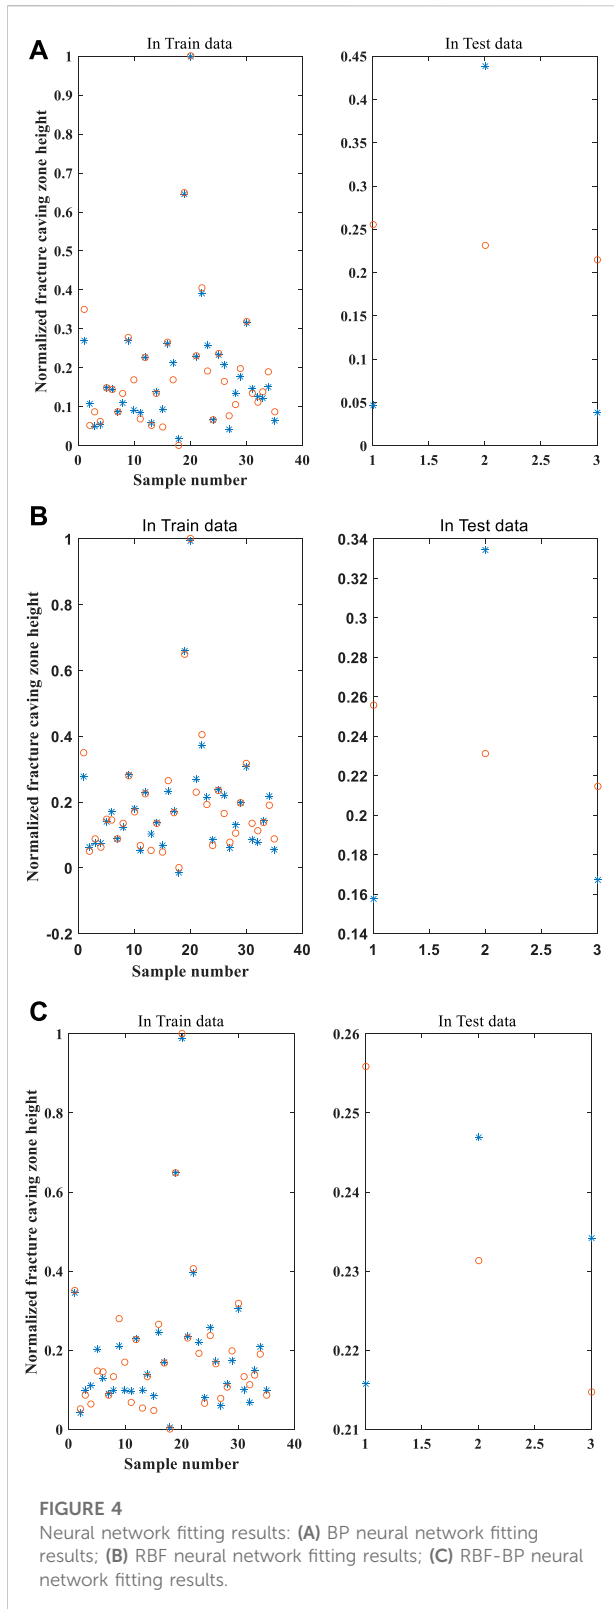 A
In Train data
In Test data
Normalized fracture caving zone height
1
0.9
0.8
0.7
0.6
0.5
0.4
0.3
0.2
0.1
0
0 10 20 30 40
Sample number
0.45
0.4
0.35
0.3
0.25
0.2
0.15
0.1
0.05
0
1 1.5 2 2.5 3
B
In Train data
In Test data
Normalized fracture caving zone height
1
0.8
0.6
0.4
0.2
0
-0.2
0 10 20 30 40
Sample number
0.34
0.32
0.3
0.28
0.26
0.24
0.22
0.2
0.18
0.16
0.14
1 1.5 2 2.5 3
C
In Train data
In Test data
Normalized fracture caving zone height
1
0.8
0.6
0.4
0.2
0
0 10 20 30 40
Sample number
0.26
0.25
0.24
0.23
0.22
0.21
1 1.5 2 2.5 3
FIGURE 4
Neural network fitting results: (A) BP neural network fitting
results; (B) RBF neural network fitting results; (C) RBF-BP neural
network fitting results.